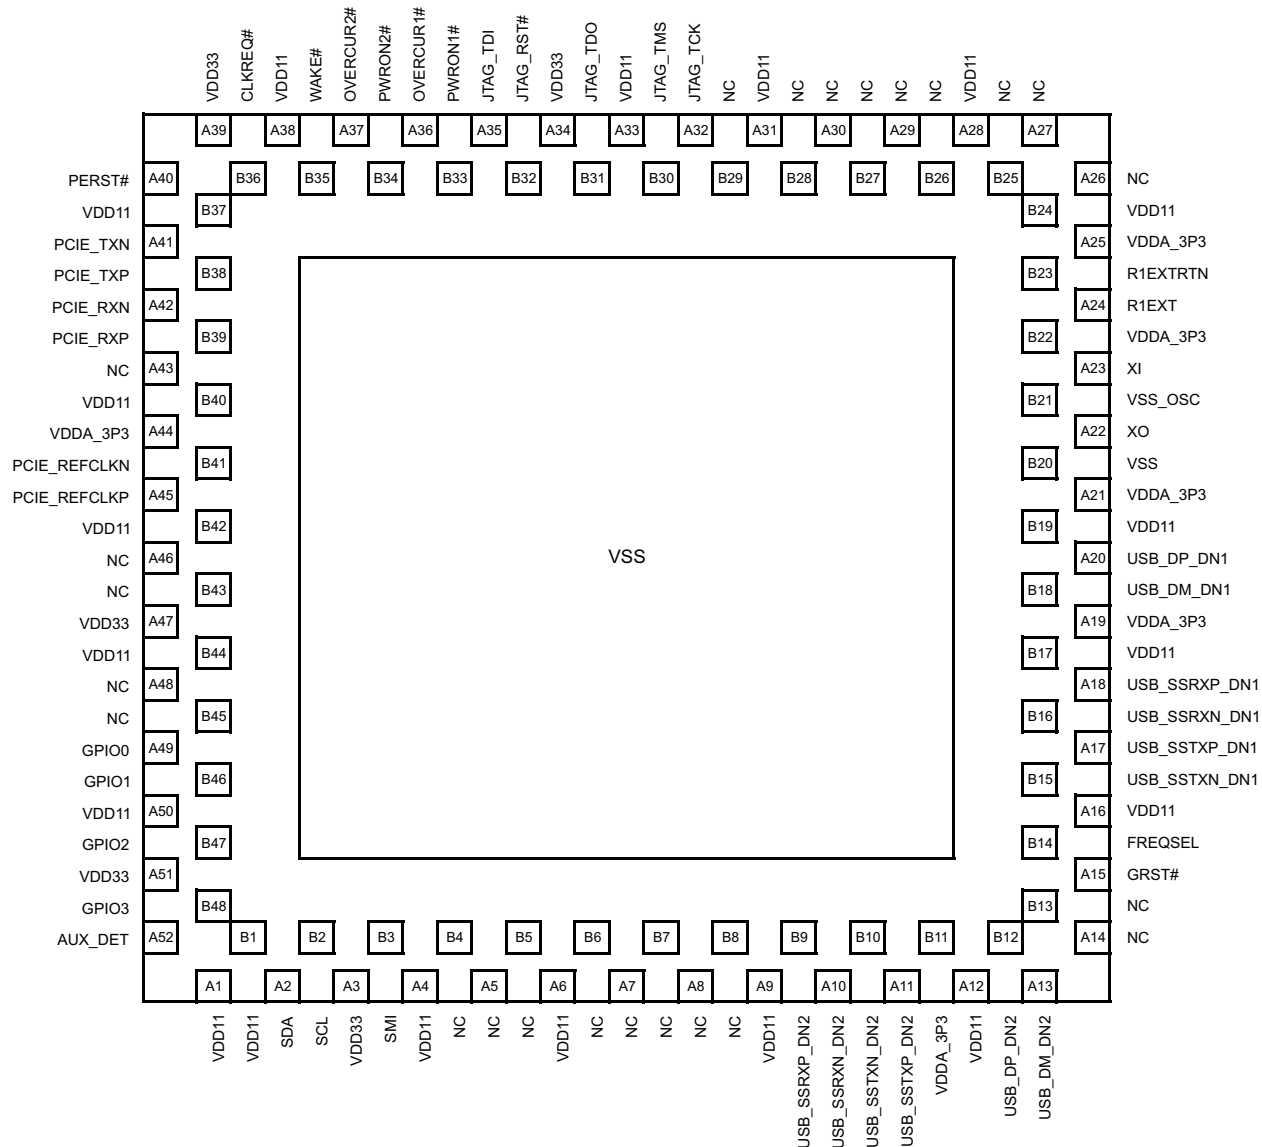 VDD33
CLKREQ#
VDD11
WAKE#
OVERCUR2#
PWRON2#
OVERCUR1#
PWRON1#
JTAG_TDI
JTAG_RST#
VDD33
JTAG_TDO
VDD11
JTAG_TMS
JTAG_TCK
NC
VDD11
NC
NC
NC
NC
NC
VDD11
NC
NC
A39 A38 A37 A36 A35 A34 A33 A32 A31 A30 A29 A28 A27
PERST# A40 B36 B35 B34 B33 B32 B31 B30 B29 B28 B27 B26 B25 A26 NC
VDD11 B37 B24 VDD11
PCIE_TXN A41 A25 VDDA_3P3
PCIE_TXP B38 B23 R1EXTRTN
PCIE_RXN A42 A24 R1EXT
PCIE_RXP B39 B22 VDDA_3P3
NC A43 A23 XI
VDD11 B40 B21 VSS_OSC
VDDA_3P3 A44 A22 XO
PCIE_REFCLKN B41 B20 VSS
PCIE_REFCLKP A45 A21 VDDA_3P3
VDD11 B42 B19 VDD11
NC A46 VSS A20 USB_DP_DN1
NC B43 B18 USB_DM_DN1
VDD33 A47 A19 VDDA_3P3
VDD11 B44 B17 VDD11
NC A48 A18 USB_SSRXP_DN1
NC B45 B16 USB_SSRXN_DN1
GPIO0 A49 A17 USB_SSTXP_DN1
GPIO1 B46 B15 USB_SSTXN_DN1
VDD11 A50 A16 VDD11
GPIO2 B47 B14 FREQSEL
VDD33 A51 A15 GRST#
GPIO3 B48 B13 NC
AUX_DET A52 B1 B2 B3 B4 B5 B6 B7 B8 B9 B10 B11 B12 A14 NC
A1 A2 A3 A4 A5 A6 A7 A8 A9 A10 A11 A12 A13
VDD11
VDD11
SDA
SCL
VDD33
SMI
VDD11
NC
NC
NC
VDD11
NC
NC
NC
NC
NC
VDD11
USB_SSRXP_DN2
USB_SSRXN_DN2
USB_SSTXN_DN2
USB_SSTXP_DN2
VDDA_3P3
VDD11
USB_DP_DN2
USB_DM_DN2